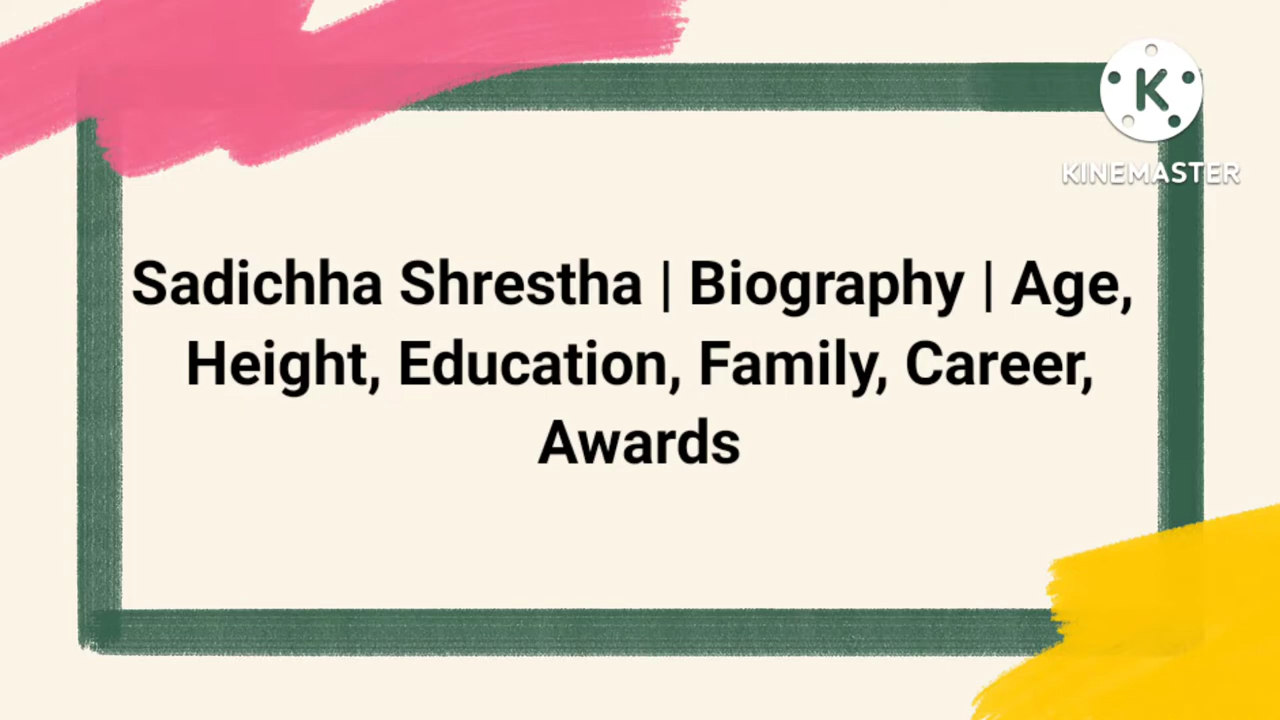 K
KINEMASTER
Sadichha Shrestha | Biography | Age,
Height, Education, Family, Career,
Awards